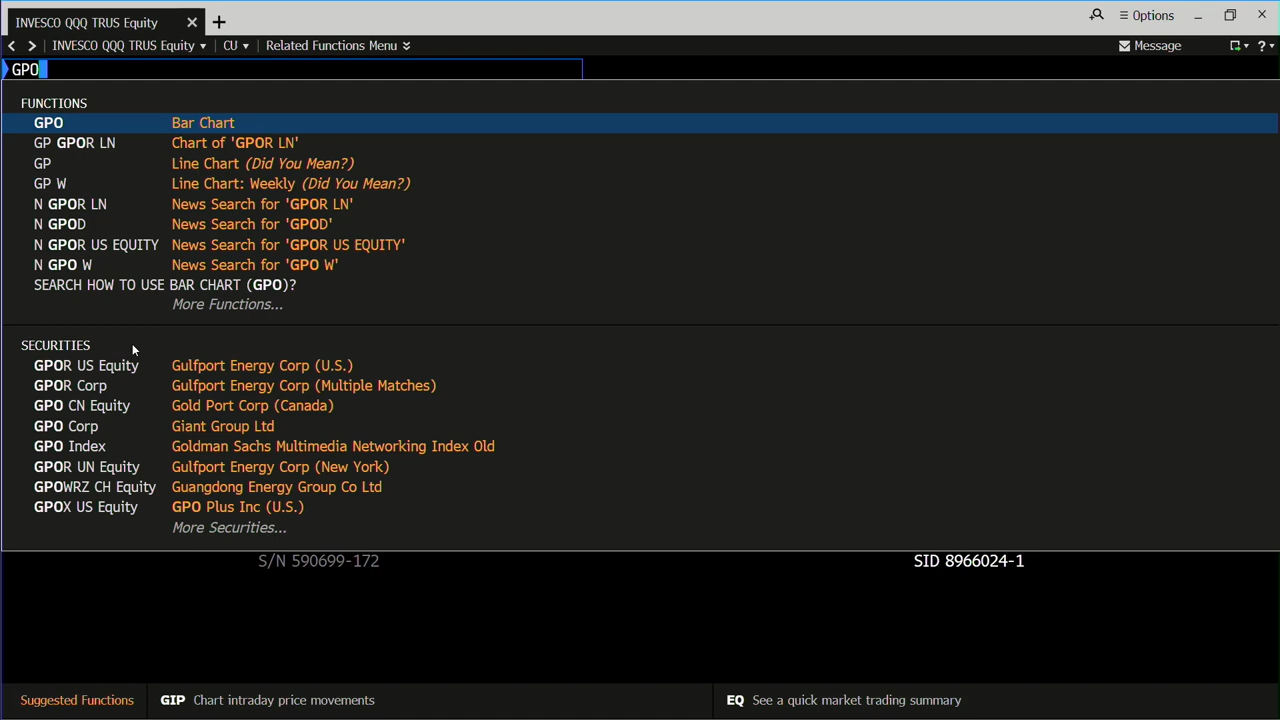 INVESCO QQQ TRUS Equity
Options
INVESCO QQQ TRUS Equity CU Related Functions Menu Message ?
GPO
FUNCTIONS
GPO Bar Chart
GP GPOR LN Chart of 'GPOR LN'
GP Line Chart (Did You Mean?)
GP W Line Chart: Weekly (Did You Mean?)
N GPOR LN News Search for 'GPOR LN'
N GPOD News Search for 'GPOD'
N GPOR US EQUITY News Search for 'GPOR US EQUITY'
N GPO W News Search for 'GPO W'
SEARCH HOW TO USE BAR CHART (GPO)?
More Functions...
SECURITIES
GPOR US Equity Gulfport Energy Corp (U.S.)
GPOR Corp Gulfport Energy Corp (Multiple Matches)
GPO CN Equity Gold Port Corp (Canada)
GPO Corp Giant Group Ltd
GPO Index Goldman Sachs Multimedia Networking Index Old
GPOR UN Equity Gulfport Energy Corp (New York)
GPOWRZ CH Equity Guangdong Energy Group Co Ltd
GPOX US Equity GPO Plus Inc (U.S.)
More Securities...
S/N 590699-172 SID 8966024-1
Suggested Functions GIP Chart intraday price movements EQ See a quick market trading summary